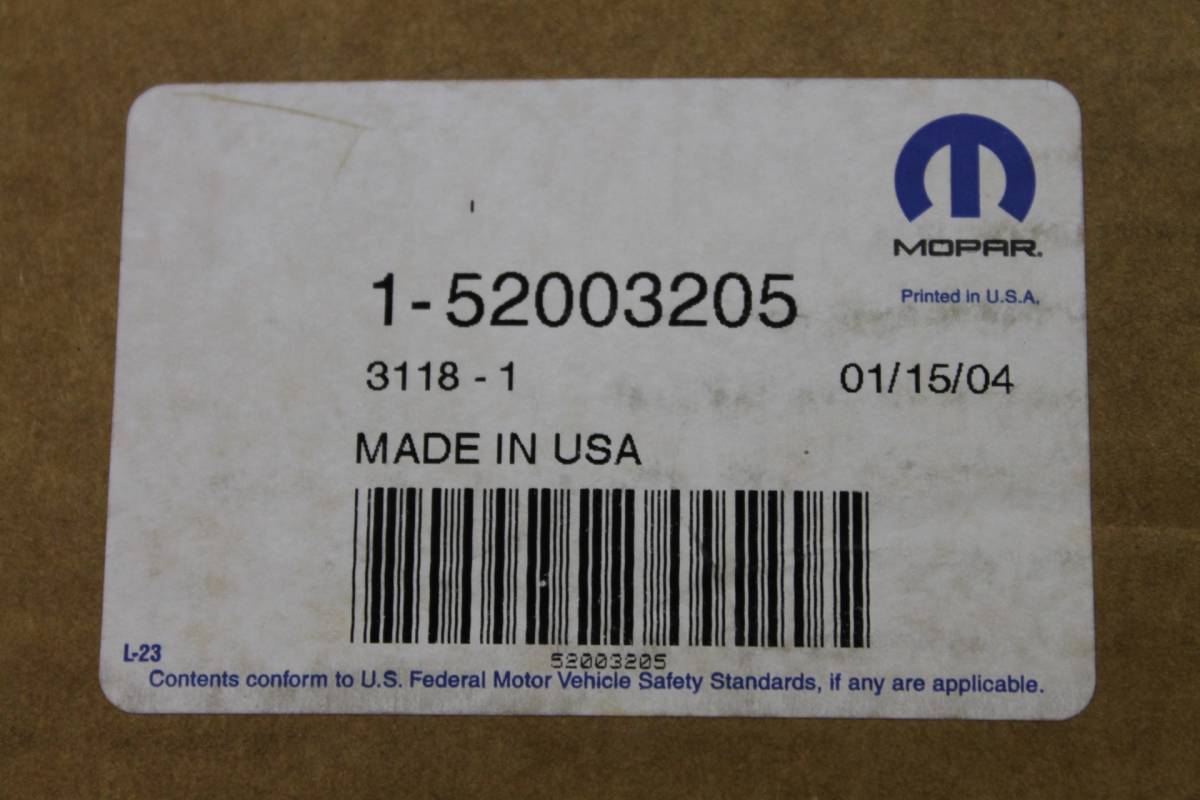 MOPAR.
Printed in U.S.A.
1-52003205
3118 - 1 01/15/04
MADE IN USA
52003205
L-23
Contents conform to U.S. Federal Motor Vehicle Safety Standards, if any are applicable.